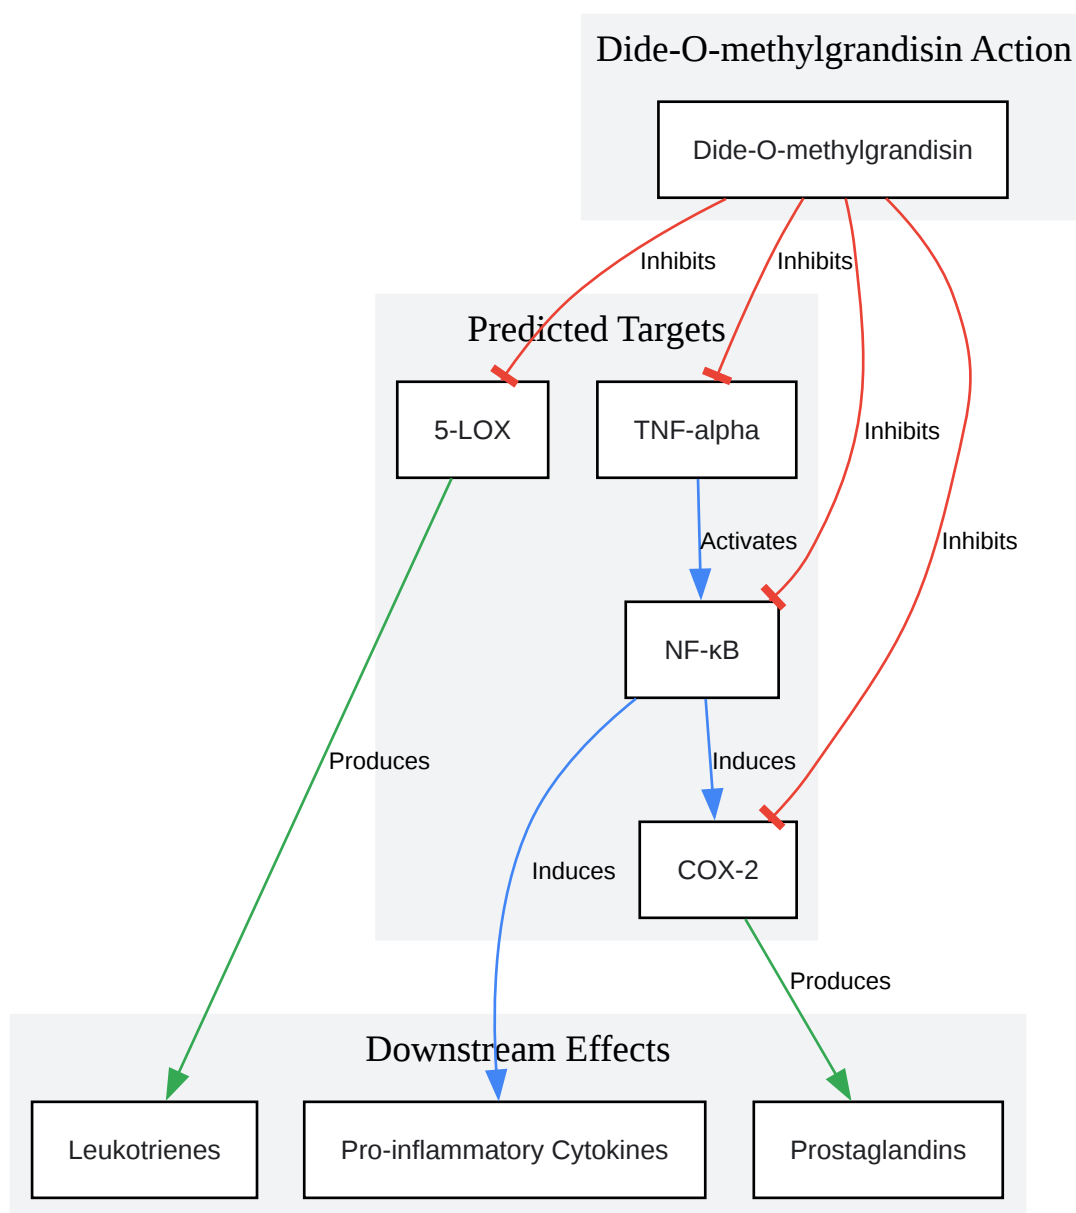 Dide-O-methylgrandisin Action
Dide-O-methylgrandisin
Inhibits
Inhibits
Predicted Targets
5-LOX
TNF-alpha
Inhibits
Activates
Inhibits
NF-κB
Produces
Induces
Induces
COX-2
Produces
Downstream Effects
Leukotrienes
Pro-inflammatory Cytokines
Prostaglandins